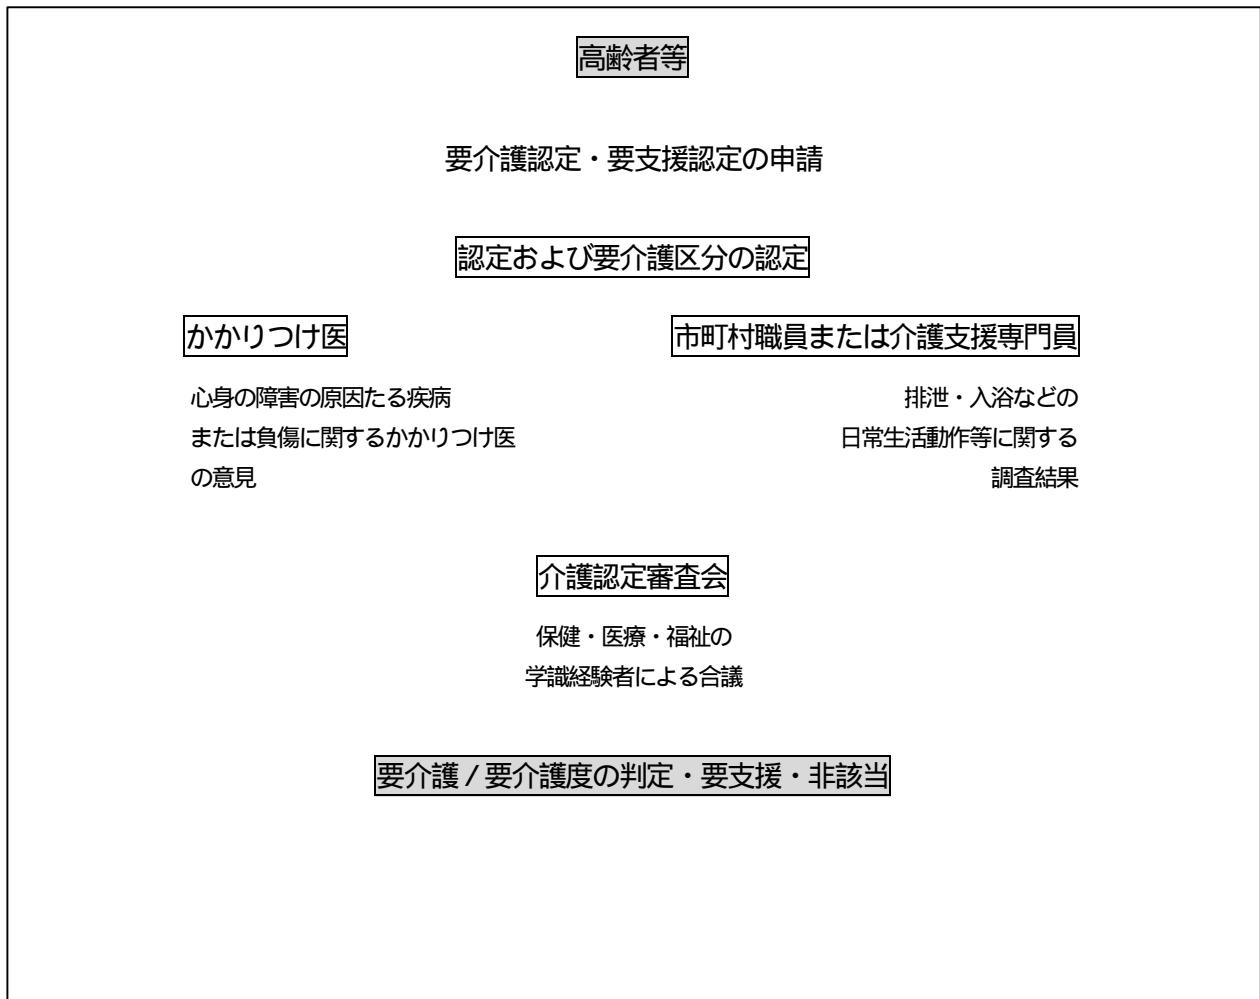 高齢者等
要介護認定・要支援認定の申請
認定および要介護区分の認定
かかりつけ医
心身の障害の原因たる疾病
または負傷に関するかかりつけ医
の意見
市町村職員または介護支援専門員
排泄・入浴などの
日常生活動作等に関する
調査結果
介護認定審査会
保健・医療・福祉の
学識経験者による合議
要介護/要介護度の判定・要支援・非該当